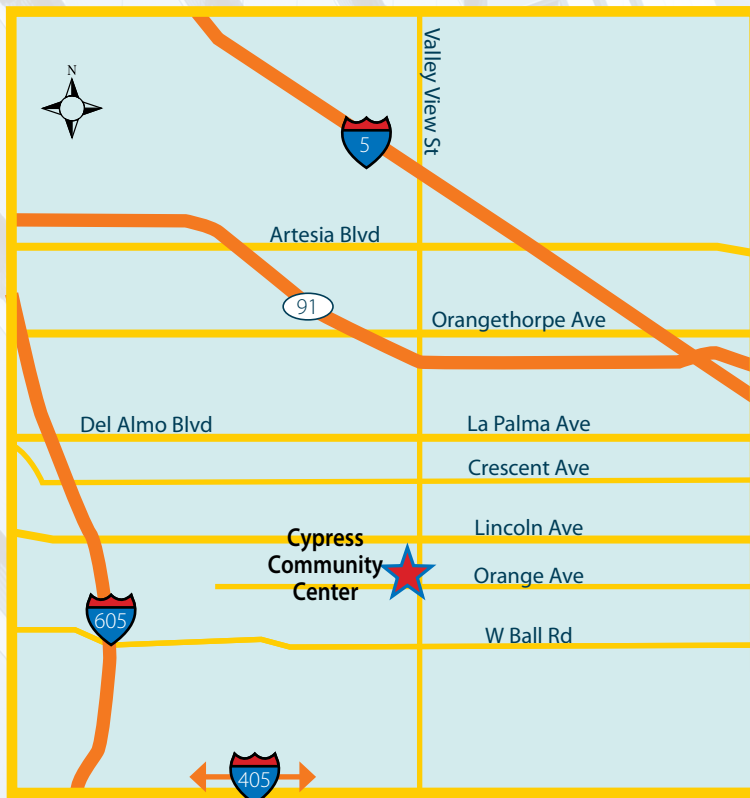 N
Valley View St
5
Artesia Blvd
91
Orangethorpe Ave
Del Almo Blvd
La Palma Ave
Crescent Ave
Lincoln Ave
Cypress
Community
Center
Orange Ave
605
W Ball Rd
405